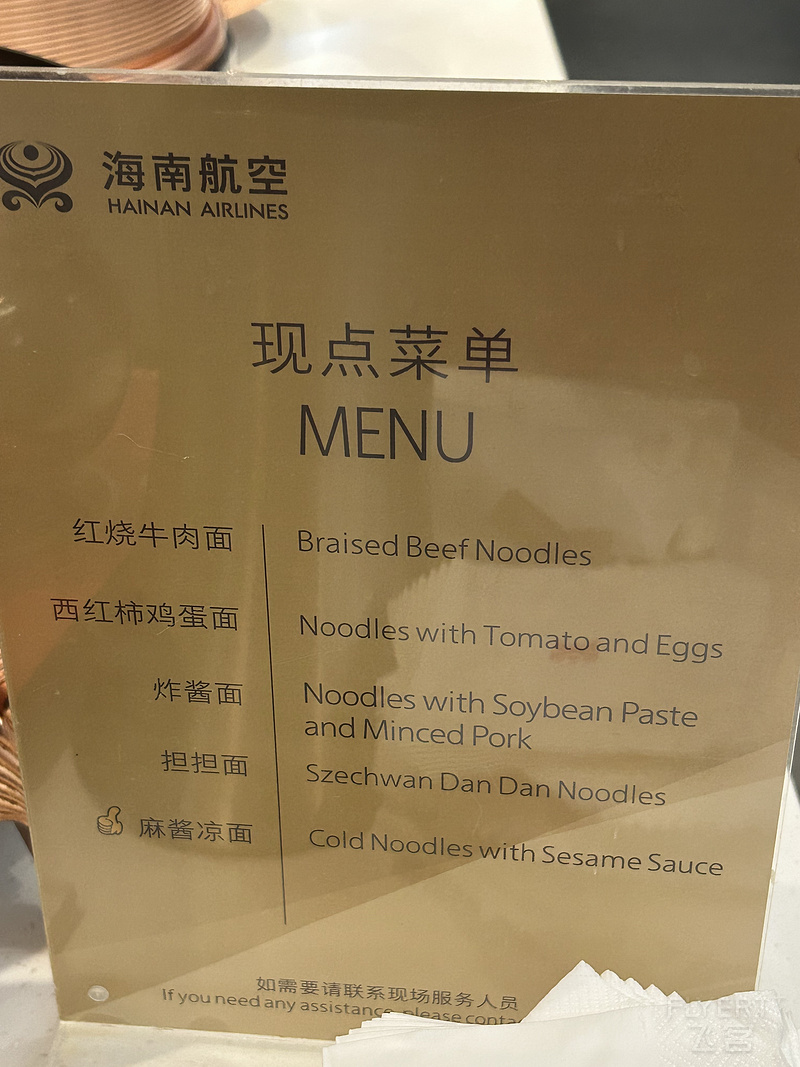 海南航空
HAINAN AIRLINES
现点菜单
MENU
红烧牛肉面 Braised Beef Noodles
西红柿鸡蛋面 Noodles with Tomato and Eggs
炸酱面 Noodles with Soybean Paste
and Minced Pork
担担面 Szechwan Dan Dan Noodles
麻酱凉面 Cold Noodles with Sesame Sauce
如需要请联系现场服务人员
If you need any assistance, please
FLYERT
飞客